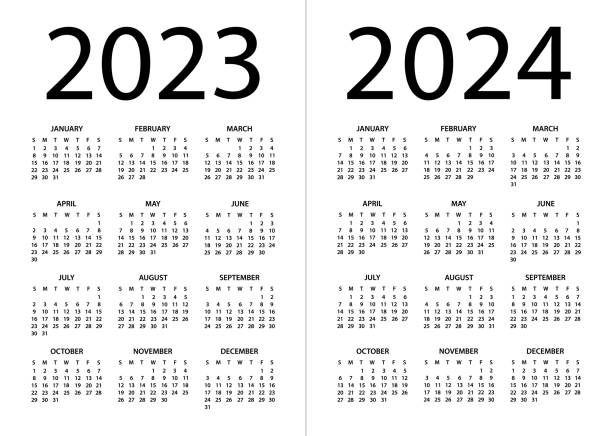 2023
JANUARY
S M T W T F S
1 2 3 4 5 6 7
8 9 10 11 12 13 14
15 16 17 18 19 20 21
22 23 24 25 26 27 28
29 30 31
FEBRUARY
S M T W T F S
1 2 3 4
5 6 7 8 9 10 11
12 13 14 15 16 17 18
19 20 21 22 23 24 25
26 27 28
MARCH
S M T W T F S
1 2 3 4
5 6 7 8 9 10 11
12 13 14 15 16 17 18
19 20 21 22 23 24 25
26 27 28 29 30 31
APRIL
S M T W T F S
1
2 3 4 5 6 7 8
9 10 11 12 13 14 15
16 17 18 19 20 21 22
23 24 25 26 27 28 29
30
MAY
S M T W T F S
1 2 3 4 5 6
7 8 9 10 11 12 13
14 15 16 17 18 19 20
21 22 23 24 25 26 27
28 29 30 31
JUNE
S M T W T F S
1 2 3
4 5 6 7 8 9 10
11 12 13 14 15 16 17
18 19 20 21 22 23 24
25 26 27 28 29 30
JULY
S M T W T F S
1
2 3 4 5 6 7 8
9 10 11 12 13 14 15
16 17 18 19 20 21 22
23 24 25 26 27 28 29
30 31
AUGUST
S M T W T F S
1 2 3 4 5
6 7 8 9 10 11 12
13 14 15 16 17 18 19
20 21 22 23 24 25 26
27 28 29 30 31
SEPTEMBER
S M T W T F S
1 2
3 4 5 6 7 8 9
10 11 12 13 14 15 16
17 18 19 20 21 22 23
24 25 26 27 28 29 30
OCTOBER
S M T W T F S
1 2 3 4 5 6 7
8 9 10 11 12 13 14
15 16 17 18 19 20 21
22 23 24 25 26 27 28
29 30 31
NOVEMBER
S M T W T F S
1 2 3 4
5 6 7 8 9 10 11
12 13 14 15 16 17 18
19 20 21 22 23 24 25
26 27 28 29 30
DECEMBER
S M T W T F S
1 2
3 4 5 6 7 8 9
10 11 12 13 14 15 16
17 18 19 20 21 22 23
24 25 26 27 28 29 30
31
2024
JANUARY
S M T W T F S
1 2 3 4 5 6
7 8 9 10 11 12 13
14 15 16 17 18 19 20
21 22 23 24 25 26 27
28 29 30 31
FEBRUARY
S M T W T F S
1 2 3
4 5 6 7 8 9 10
11 12 13 14 15 16 17
18 19 20 21 22 23 24
25 26 27 28 29
MARCH
S M T W T F S
1 2
3 4 5 6 7 8 9
10 11 12 13 14 15 16
17 18 19 20 21 22 23
24 25 26 27 28 29 30
31
APRIL
S M T W T F S
1 2 3 4 5 6
7 8 9 10 11 12 13
14 15 16 17 18 19 20
21 22 23 24 25 26 27
28 29 30
MAY
S M T W T F S
1 2 3 4
5 6 7 8 9 10 11
12 13 14 15 16 17 18
19 20 21 22 23 24 25
26 27 28 29 30 31
JUNE
S M T W T F S
1
2 3 4 5 6 7 8
9 10 11 12 13 14 15
16 17 18 19 20 21 22
23 24 25 26 27 28 29
30
JULY
S M T W T F S
1 2 3 4 5 6
7 8 9 10 11 12 13
14 15 16 17 18 19 20
21 22 23 24 25 26 27
28 29 30 31
AUGUST
S M T W T F S
1 2 3
4 5 6 7 8 9 10
11 12 13 14 15 16 17
18 19 20 21 22 23 24
25 26 27 28 29 30 31
SEPTEMBER
S M T W T F S
1 2 3 4 5 6 7
8 9 10 11 12 13 14
15 16 17 18 19 20 21
22 23 24 25 26 27 28
29 30
OCTOBER
S M T W T F S
1 2 3 4 5
6 7 8 9 10 11 12
13 14 15 16 17 18 19
20 21 22 23 24 25 26
27 28 29 30 31
NOVEMBER
S M T W T F S
1 2
3 4 5 6 7 8 9
10 11 12 13 14 15 16
17 18 19 20 21 22 23
24 25 26 27 28 29 30
DECEMBER
S M T W T F S
1 2 3 4 5 6 7
8 9 10 11 12 13 14
15 16 17 18 19 20 21
22 23 24 25 26 27 28
29 30 31